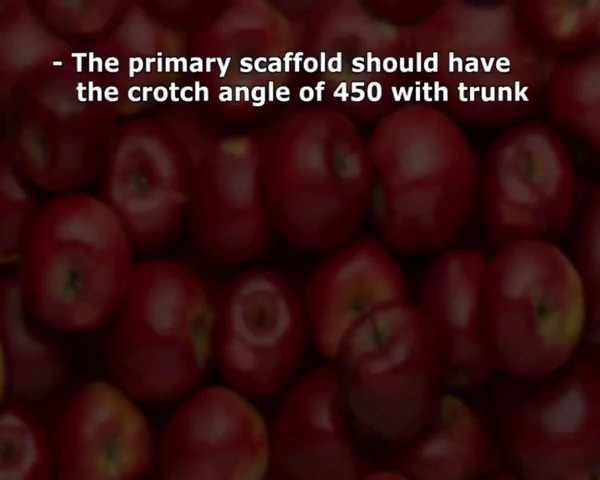 - The primary scaffold should have
the crotch angle of 450 with trunk